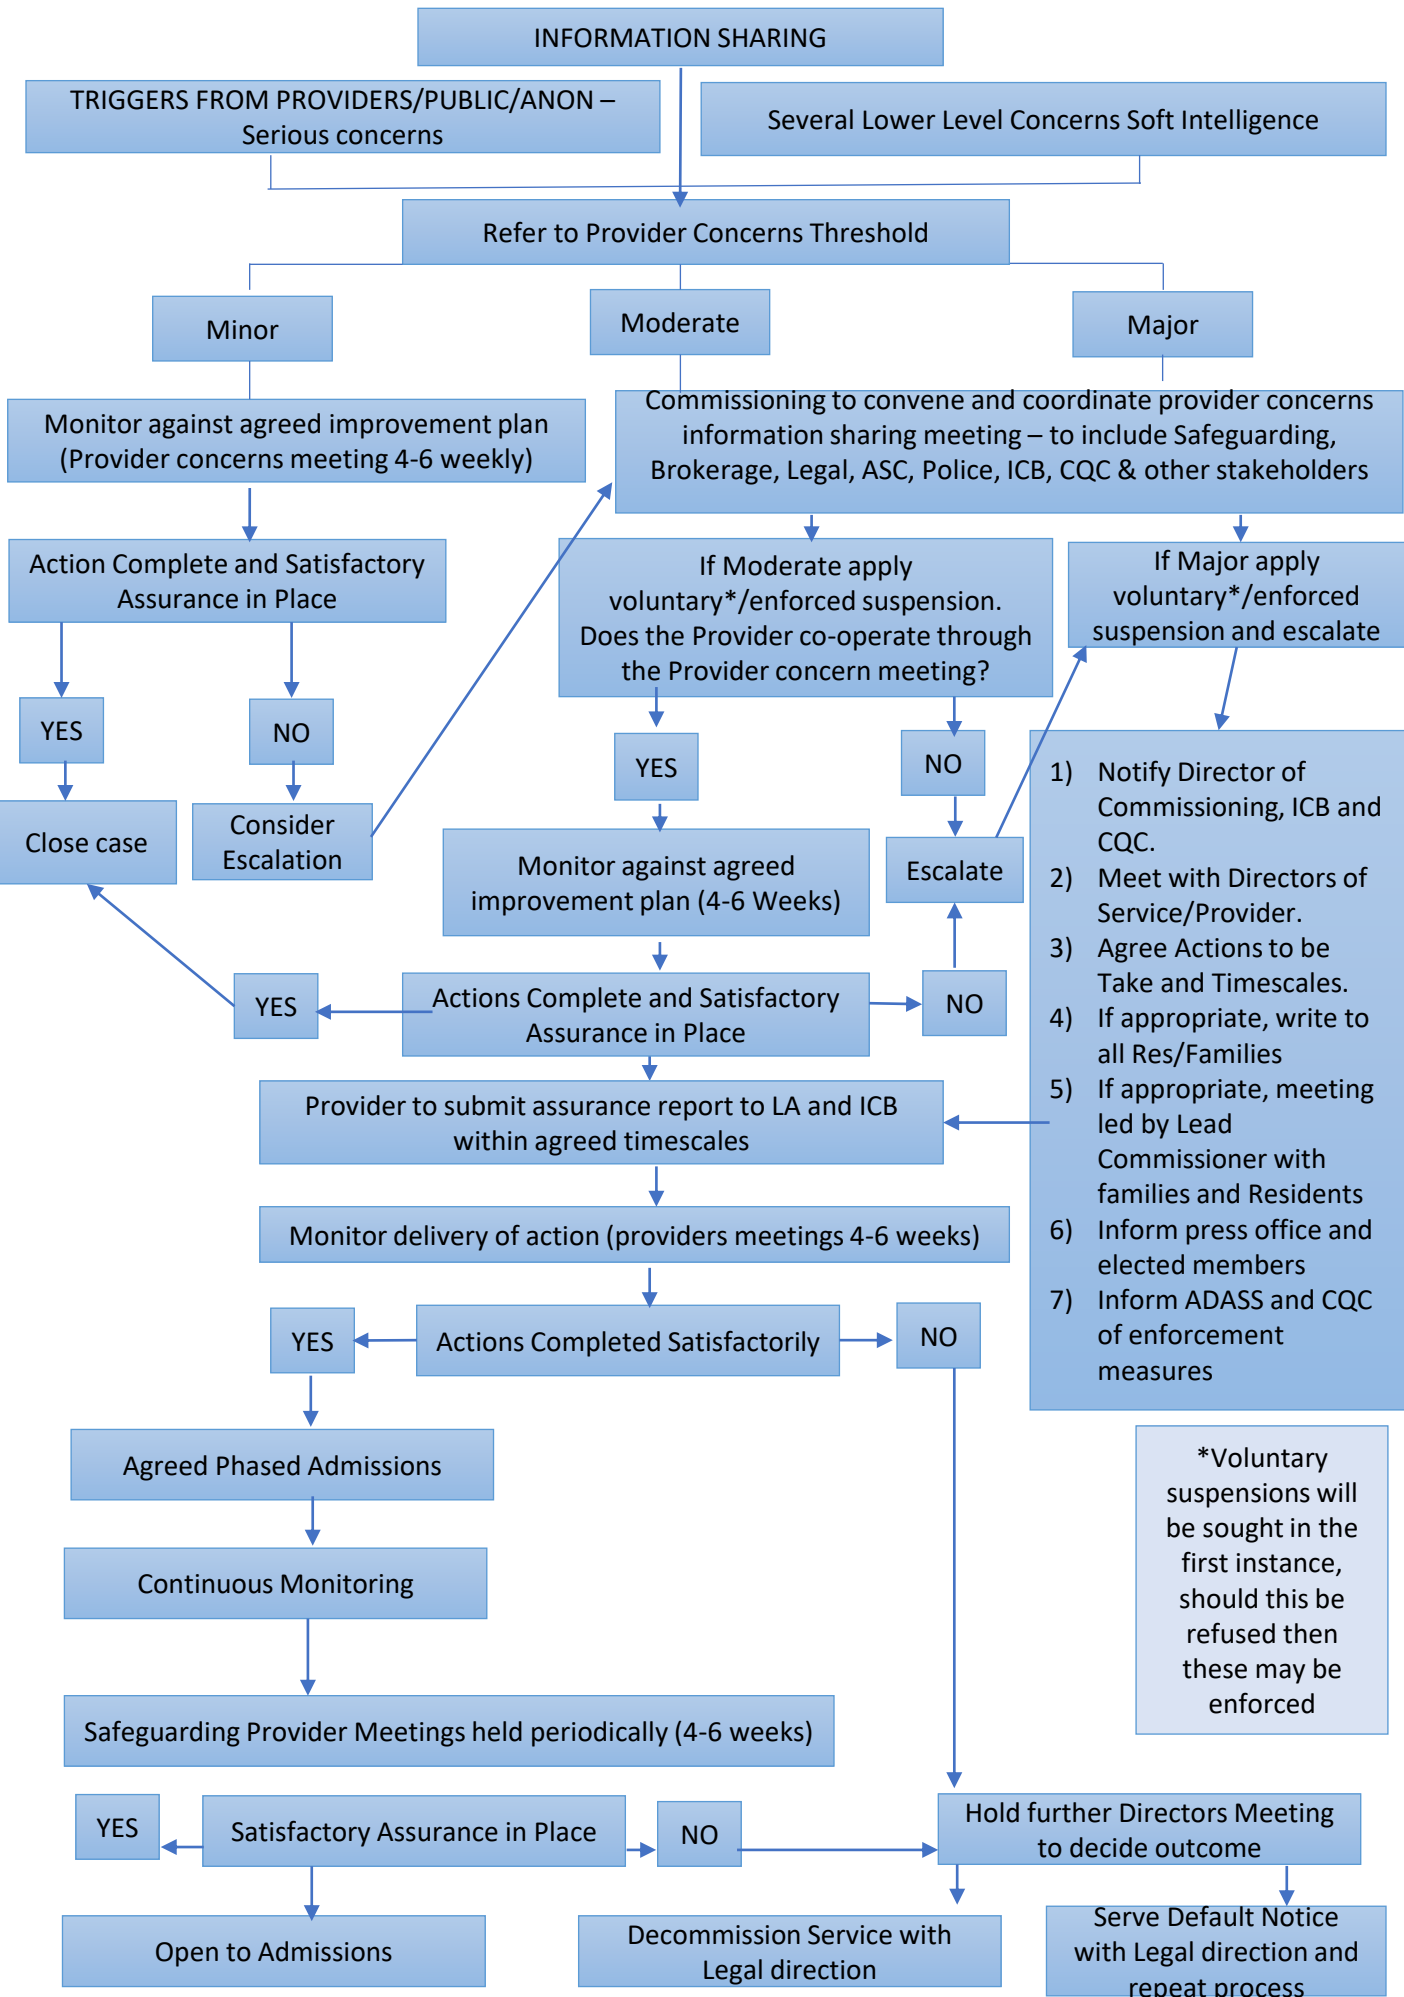 INFORMATION SHARING
TRIGGERS FROM PROVIDERS/PUBLIC/ANON –
Serious concerns
Several Lower Level Concerns Soft Intelligence
Refer to Provider Concerns Threshold
Minor
Moderate
Major
Monitor against agreed improvement plan
(Provider concerns meeting 4-6 weekly)
Commissioning to convene and coordinate provider concerns
information sharing meeting – to include Safeguarding,
Brokerage, Legal, ASC, Police, ICB, CQC & other stakeholders
Action Complete and Satisfactory
Assurance in Place
If Moderate apply
voluntary*/enforced suspension.
Does the Provider co-operate through
the Provider concern meeting?
If Major apply
voluntary*/enforced
suspension and escalate
YES
NO
YES
NO
Close case
Consider
Escalation
Monitor against agreed
improvement plan (4-6 Weeks)
Escalate
1) Notify Director of
Commissioning, ICB and
CQC.
2) Meet with Directors of
Service/Provider.
3) Agree Actions to be
Take and Timescales.
4) If appropriate, write to
all Res/Families
5) If appropriate, meeting
led by Lead
Commissioner with
families and Residents
6) Inform press office and
elected members
7) Inform ADASS and CQC
of enforcement
measures
YES
Actions Complete and Satisfactory
Assurance in Place
NO
Provider to submit assurance report to LA and ICB
within agreed timescales
Monitor delivery of action (providers meetings 4-6 weeks)
YES
Actions Completed Satisfactorily
NO
Agreed Phased Admissions
*Voluntary
suspensions will
be sought in the
first instance,
should this be
refused then
these may be
enforced
Continuous Monitoring
Safeguarding Provider Meetings held periodically (4-6 weeks)
YES
Satisfactory Assurance in Place
NO
Hold further Directors Meeting
to decide outcome
Open to Admissions
Decommission Service with
Legal direction
Serve Default Notice
with Legal direction and
repeat process